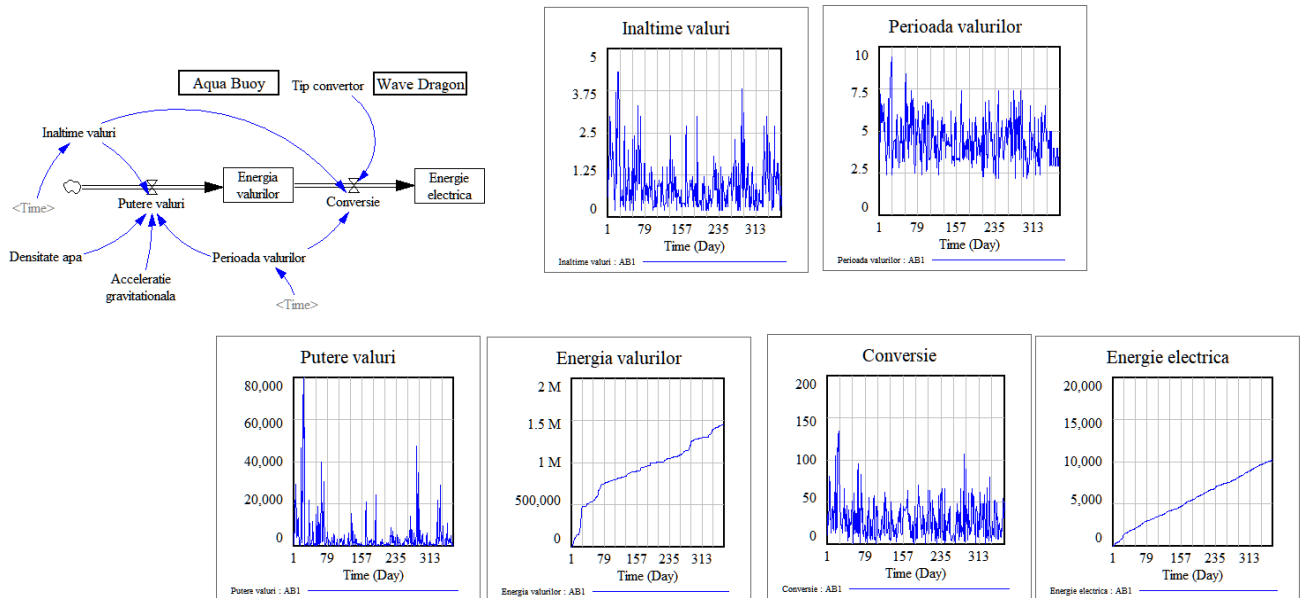 Aqua Buoy
Tip convertor
Wave Dragon
Inaltime valuri
Energia
valurilor
Energie
electrica
Putere valuri
Conversie
<Time>
Densitate apa
Perioada valurilor
Acceleratie
gravitationala
<Time>
Inaltime valuri
5
3.75
2.5
1.25
0
1 79 157 235 313
Time (Day)
Inaltime valuri : AB1
Perioada valurilor
10
7.5
5
2.5
0
1 79 157 235 313
Time (Day)
Perioada valurilor : AB1
Putere valuri
80,000
60,000
40,000
20,000
0
1 79 157 235 313
Time (Day)
Putere valuri : AB1
Energia valurilor
2 M
1.5 M
1 M
500,000
0
1 79 157 235 313
Time (Day)
Energia valurilor : AB1
Conversie
200
150
100
50
0
1 79 157 235 313
Time (Day)
Conversie : AB1
Energie electrica
20,000
15,000
10,000
5,000
0
1 79 157 235 313
Time (Day)
Energie electrica : AB1